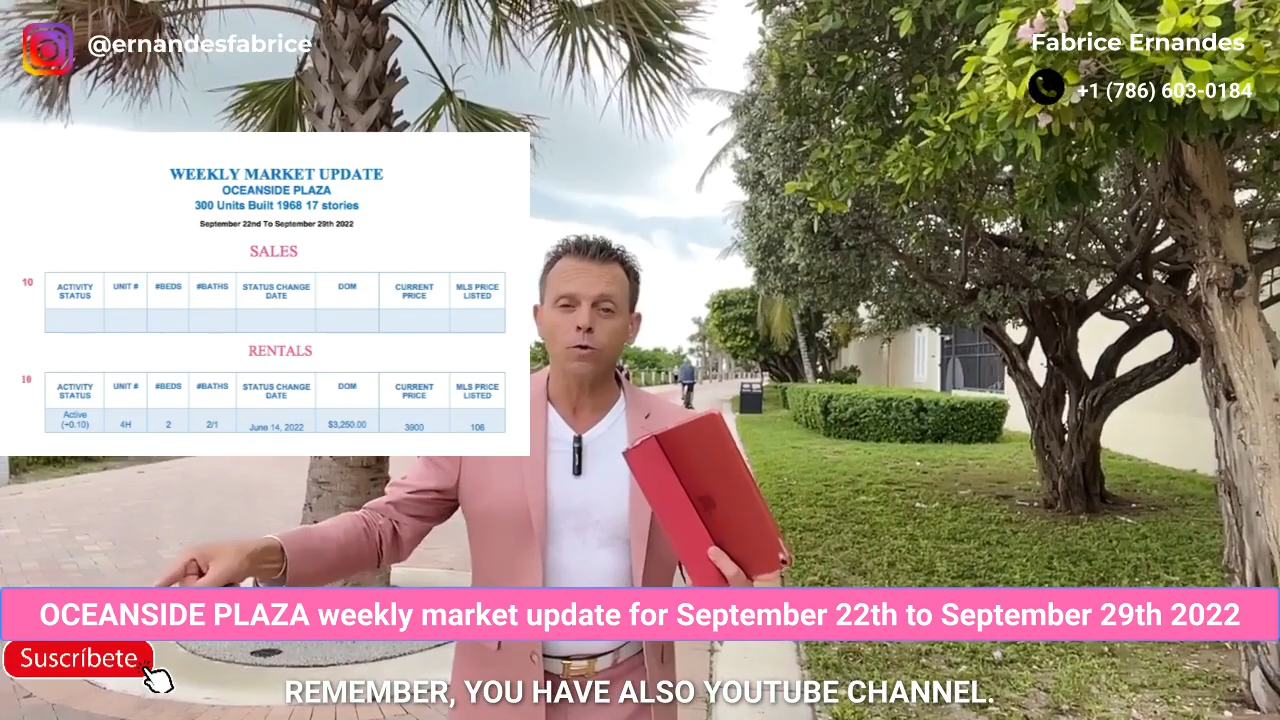 @ernandesfabrice
Fabrice Ernandes
+1 (786) 603-0184
WEEKLY MARKET UPDATE
OCEANSIDE PLAZA
300 Units Built 1968 17 stories
September 22nd To September 29th 2022
SALES
10
ACTIVITY STATUS UNIT # #BEDS #BATHS STATUS CHANGE DATE DOM CURRENT PRICE MLS PRICE LISTED
RENTALS
10
ACTIVITY STATUS UNIT # #BEDS #BATHS STATUS CHANGE DATE DOM CURRENT PRICE MLS PRICE LISTED
Active (+0.10) 4H 2 2/1 June 14, 2022 $3,250.00 3900 106
OCEANSIDE PLAZA weekly market update for September 22th to September 29th 2022
Suscríbete
REMEMBER, YOU HAVE ALSO YOUTUBE CHANNEL.